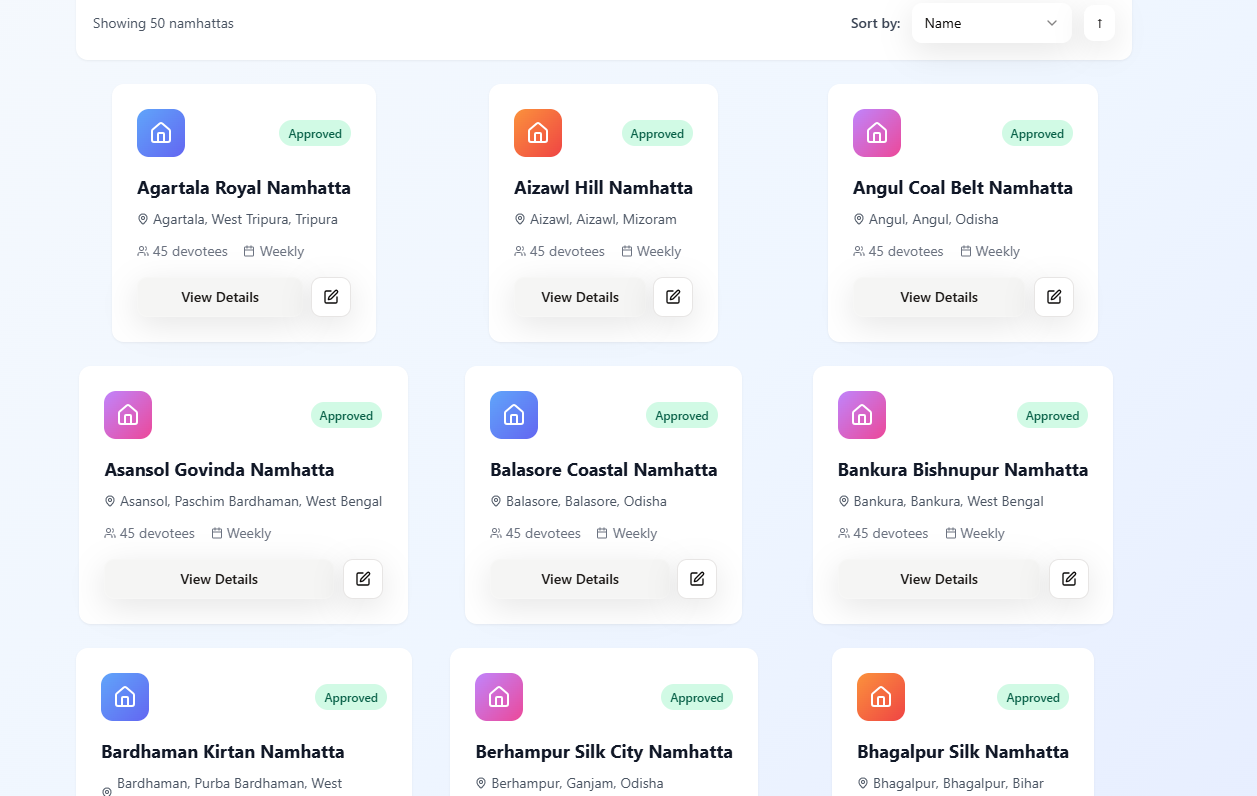 Showing 50 namhattas
Sort by: Name ↑
Approved
Agartala Royal Namhatta
Agartala, West Tripura, Tripura
45 devotees Weekly
View Details
Approved
Aizawl Hill Namhatta
Aizawl, Aizawl, Mizoram
45 devotees Weekly
View Details
Approved
Angul Coal Belt Namhatta
Angul, Angul, Odisha
45 devotees Weekly
View Details
Approved
Asansol Govinda Namhatta
Asansol, Paschim Bardhaman, West Bengal
45 devotees Weekly
View Details
Approved
Balasore Coastal Namhatta
Balasore, Balasore, Odisha
45 devotees Weekly
View Details
Approved
Bankura Bishnupur Namhatta
Bankura, Bankura, West Bengal
45 devotees Weekly
View Details
Approved
Bardhaman Kirtan Namhatta
Bardhaman, Purba Bardhaman, West
Approved
Berhampur Silk City Namhatta
Berhampur, Ganjam, Odisha
Approved
Bhagalpur Silk Namhatta
Bhagalpur, Bhagalpur, Bihar